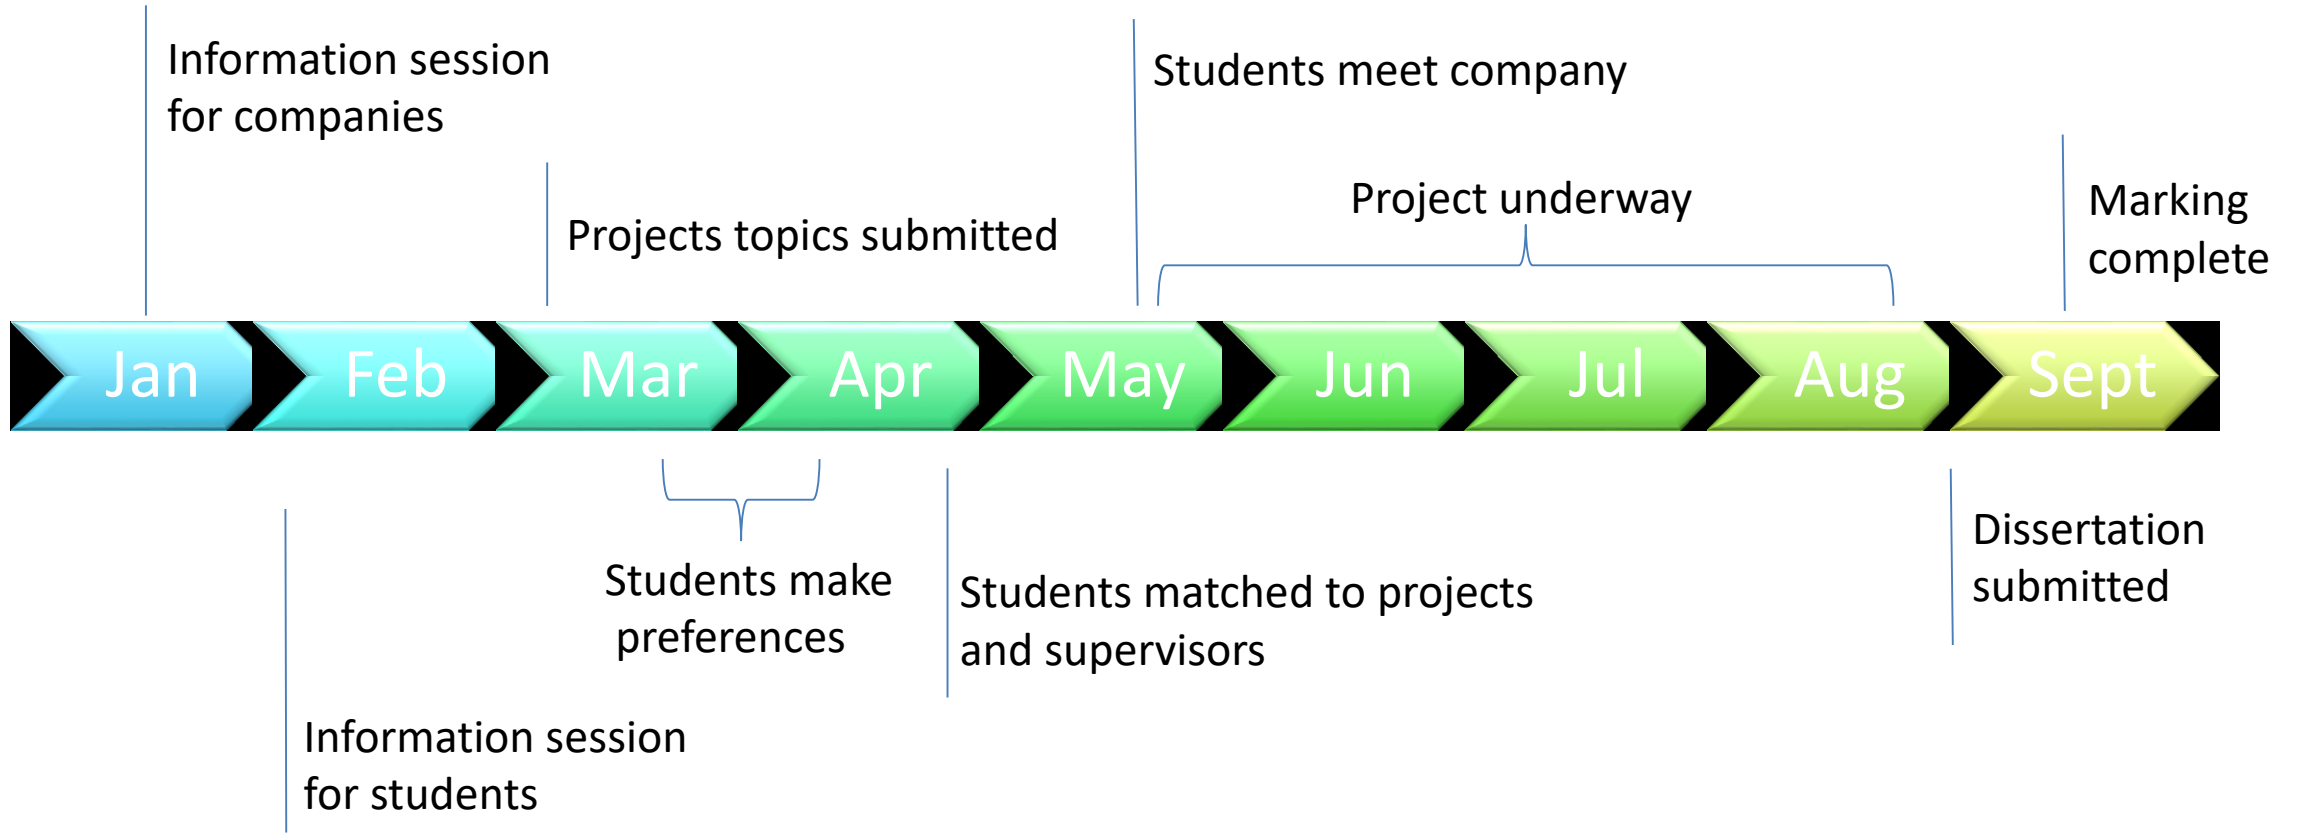 Information session
for companies
Students meet company
Project underway
Marking
complete
Projects topics submitted
Jan
Feb
Mar
Apr
May
Jun
Jul
Aug
Sept
Students make
preferences
Students matched to projects
and supervisors
Dissertation
submitted
Information session
for students